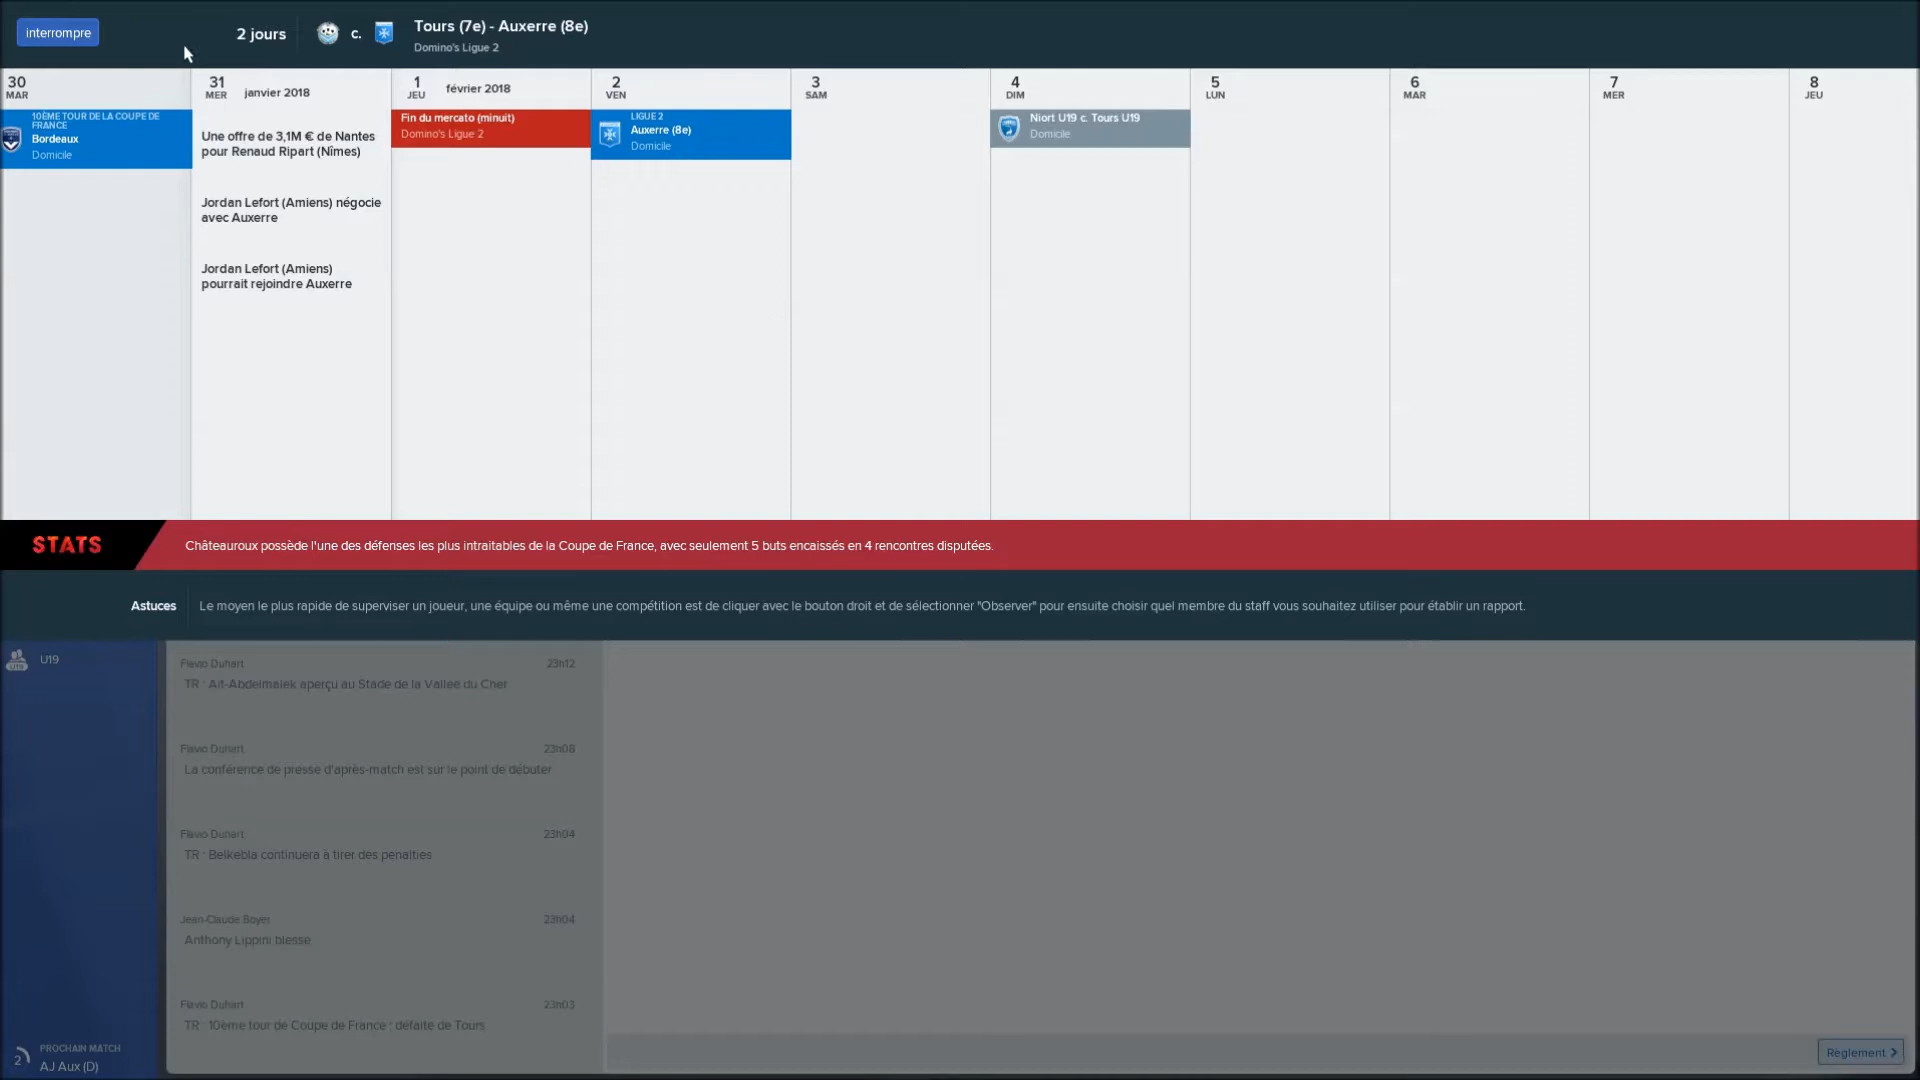 interrompre
2 jours
c.
Tours (7e) - Auxerre (8e)
Domino's Ligue 2
30
MAR
31
MER
janvier 2018
1
JEU
février 2018
2
VEN
3
SAM
4
DIM
5
LUN
6
MAR
7
MER
8
JEU
10ÈME TOUR DE LA COUPE DE
FRANCE
Bordeaux
Domicile
Une offre de 3,1M € de Nantes
pour Renaud Ripart (Nîmes)
Jordan Lefort (Amiens) négocie
avec Auxerre
Jordan Lefort (Amiens)
pourrait rejoindre Auxerre
Fin du mercato (minuit)
Domino's Ligue 2
LIGUE 2
Auxerre (8e)
Domicile
Niort U19 c. Tours U19
Domicile
STATS
Châteauroux possède l'une des défenses les plus intraitables de la Coupe de France, avec seulement 5 buts encaissés en 4 rencontres disputées.
Astuces
Le moyen le plus rapide de superviser un joueur, une équipe ou même une compétition est de cliquer avec le bouton droit et de sélectionner "Observer" pour ensuite choisir quel membre du staff vous souhaitez utiliser pour établir un rapport.
U19
Flavio Duhart
23h12
TR : Ait-Abdelmalek aperçu au Stade de la Vallée du Cher
Flavio Duhart
23h08
La conférence de presse d'après-match est sur le point de débuter
Flavio Duhart
23h04
TR : Belkebla continuera à tirer des penalties
Jean-Claude Boyer
23h04
Anthony Lippini blessé
Flavio Duhart
23h03
TR : 10ème tour de Coupe de France : défaite de Tours
2
PROCHAIN MATCH
AJ Aux (D)
Règlement